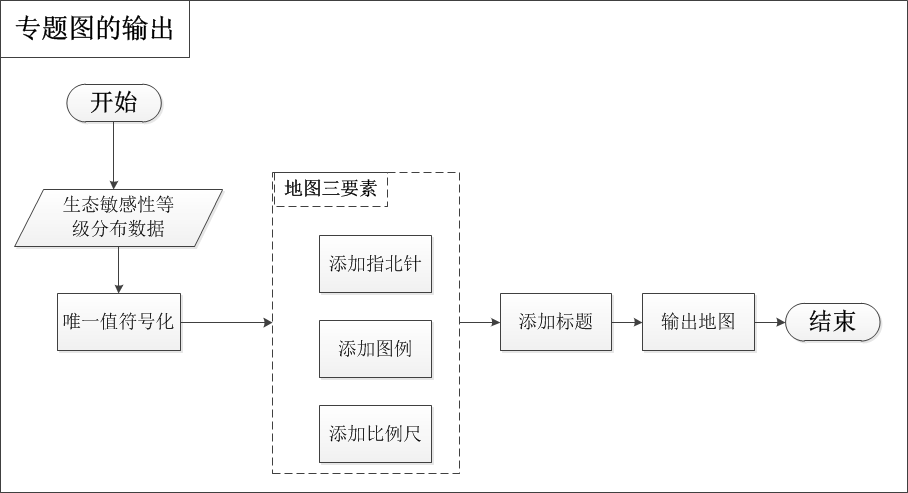 专题图的输出
开始
生态敏感性等
级分布数据
唯一值符号化
地图三要素
添加指北针
添加图例
添加比例尺
添加标题
输出地图
结束